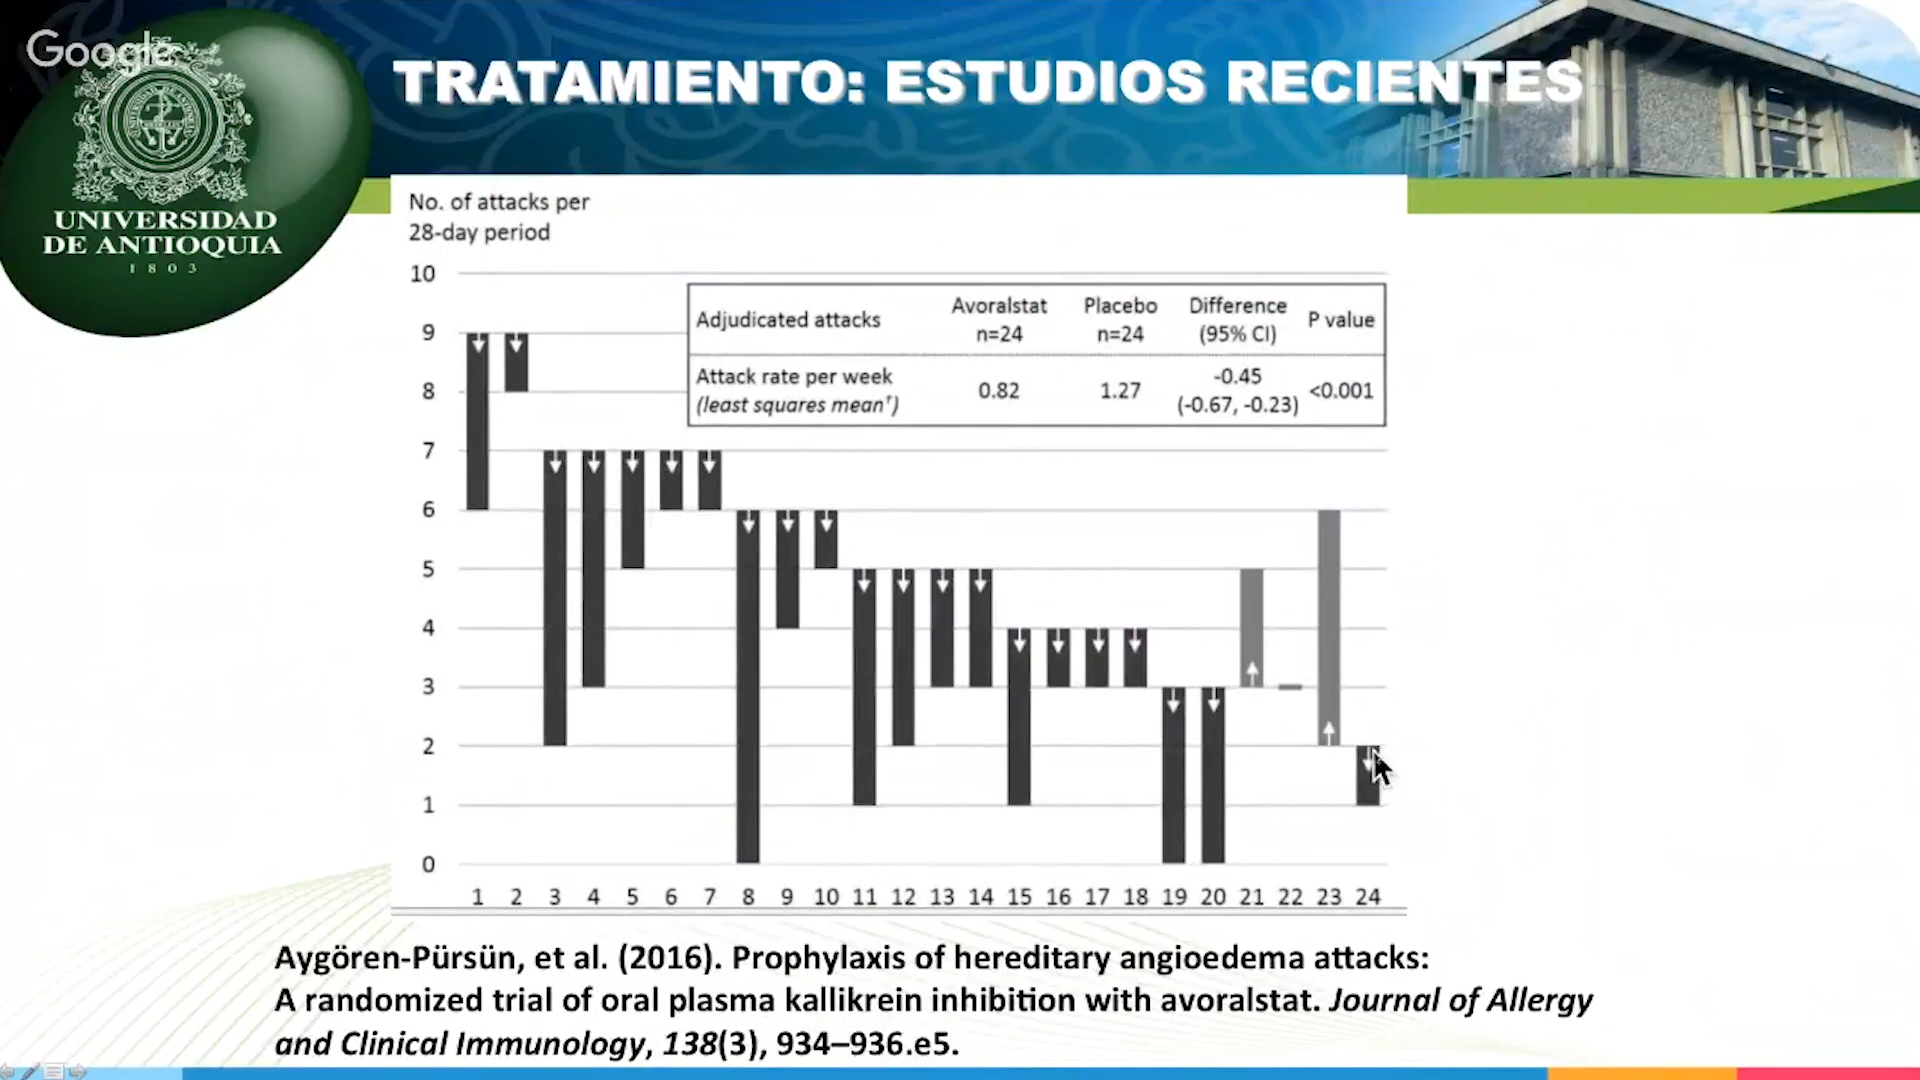 Google
TRATAMIENTO: ESTUDIOS RECIENTES
UNIVERSIDAD
DE ANTIOQUIA
1803
No. of attacks per
28-day period
10
9
8
7
6
5
4
3
2
1
0
Adjudicated attacks Avoralstat n=24 Placebo n=24 Difference (95% CI) P value
Attack rate per week (least squares mean†) 0.82 1.27 -0.45 (-0.67, -0.23) <0.001
1 2 3 4 5 6 7 8 9 10 11 12 13 14 15 16 17 18 19 20 21 22 23 24
Aygören-Pürsün, et al. (2016). Prophylaxis of hereditary angioedema attacks:
A randomized trial of oral plasma kallikrein inhibition with avoralstat. Journal of Allergy
and Clinical Immunology, 138(3), 934–936.e5.